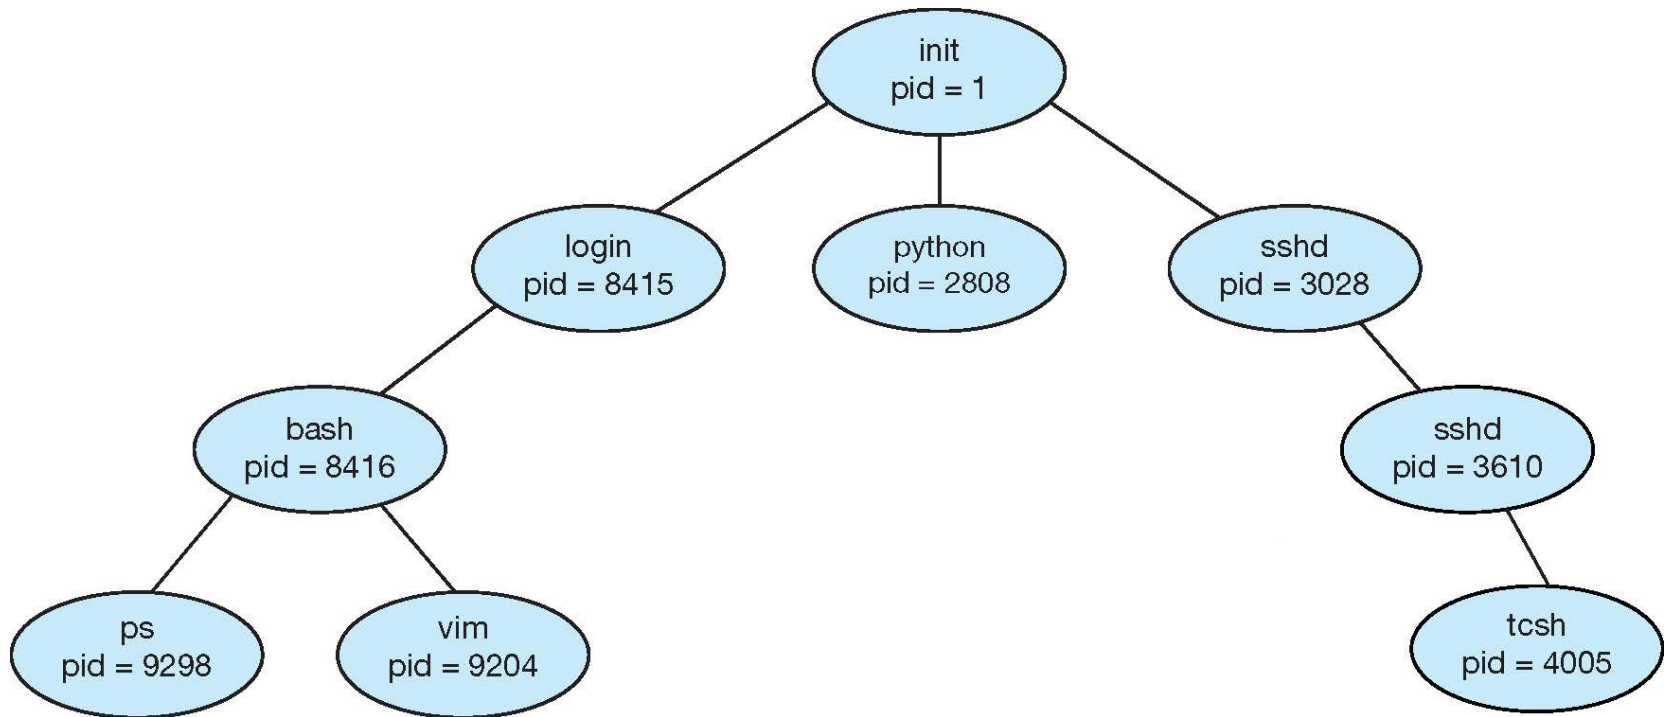 init
pid = 1
login
pid = 8415
python
pid = 2808
sshd
pid = 3028
bash
pid = 8416
sshd
pid = 3610
ps
pid = 9298
vim
pid = 9204
tcsh
pid = 4005